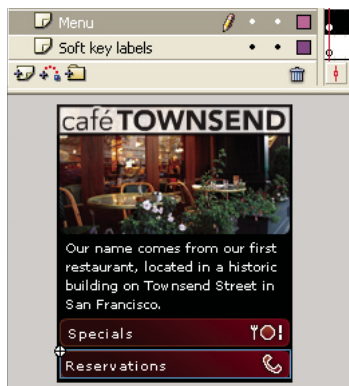 Menu
Soft key labels
café TOWNSEND
Our name comes from our first
restaurant, located in a historic
building on Townsend Street in
San Francisco.
Specials
Reservations